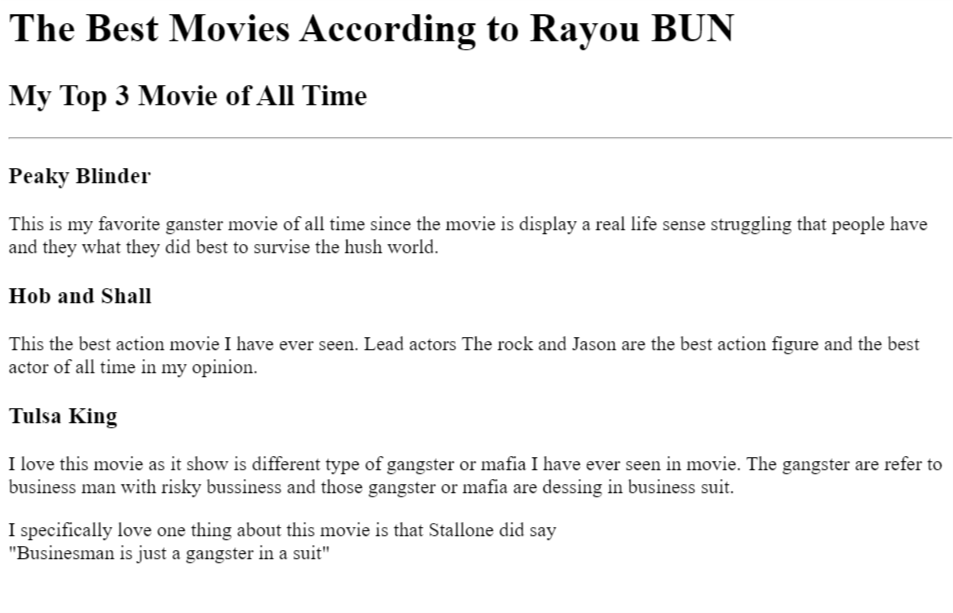 The Best Movies According to Rayou BUN
My Top 3 Movie of All Time
Peaky Blinder
This is my favorite ganster movie of all time since the movie is display a real life sense struggling that people have
and they what they did best to survise the hush world.
Hob and Shall
This the best action movie I have ever seen. Lead actors The rock and Jason are the best action figure and the best
actor of all time in my opinion.
Tulsa King
I love this movie as it show is different type of gangster or mafia I have ever seen in movie. The gangster are refer to
business man with risky bussiness and those gangster or mafia are dessing in business suit.
I specifically love one thing about this movie is that Stallone did say
"Businesman is just a gangster in a suit"